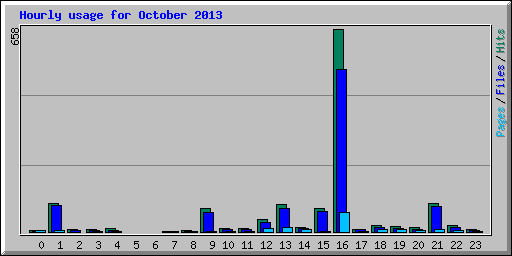 Hourly usage for October 2013
658
Pages/Files/Hits
0 1 2 3 4 5 6 7 8 9 10 11 12 13 14 15 16 17 18 19 20 21 22 23